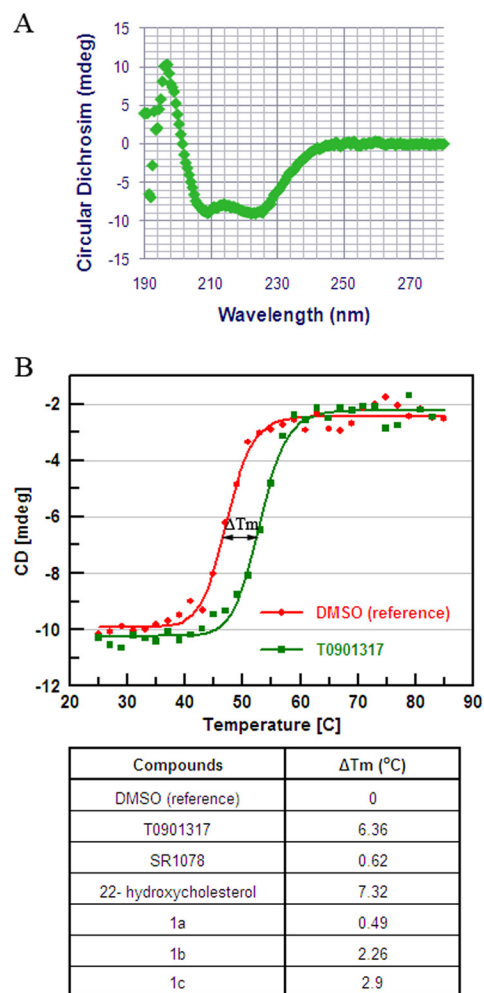 A
Circular Dichrosim (mdeg)
15
10
5
0
-5
-10
-15
190 210 230 250 270
Wavelength (nm)
B
CD [mdeg]
-2
-4
-6
-8
-10
-12
ΔTm
DMSO (reference)
T0901317
20 30 40 50 60 70 80 90
Temperature [C]
Compounds ΔTm (°C)
DMSO (reference) 0
T0901317 6.36
SR1078 0.62
22- hydroxycholesterol 7.32
1a 0.49
1b 2.26
1c 2.9